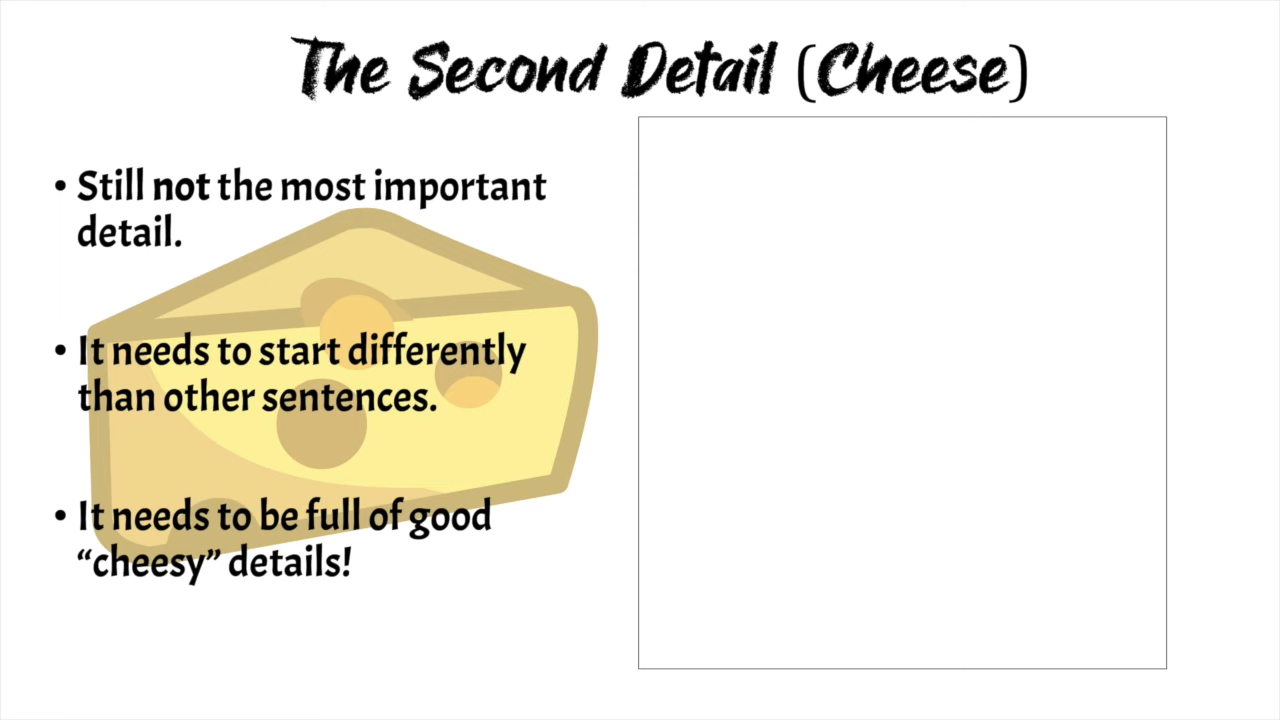 The Second Detail (Cheese)
• Still not the most important
detail.
• It needs to start differently
than other sentences.
• It needs to be full of good
“cheesy” details!